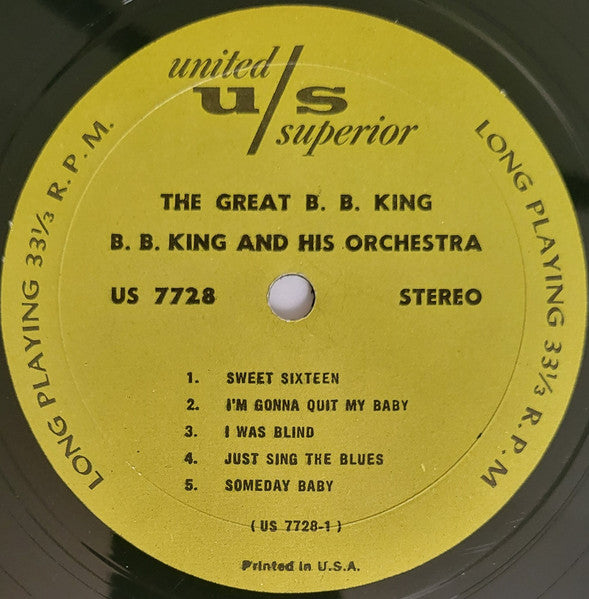 united
u/s
superior
THE GREAT B. B. KING
B. B. KING AND HIS ORCHESTRA
US 7728 STEREO
1. SWEET SIXTEEN
2. I'M GONNA QUIT MY BABY
3. I WAS BLIND
4. JUST SING THE BLUES
5. SOMEDAY BABY
( US 7728-1 )
Printed in U.S.A.
LONG PLAYING 33⅓ R.P.M.
LONG PLAYING 33⅓ R.P.M